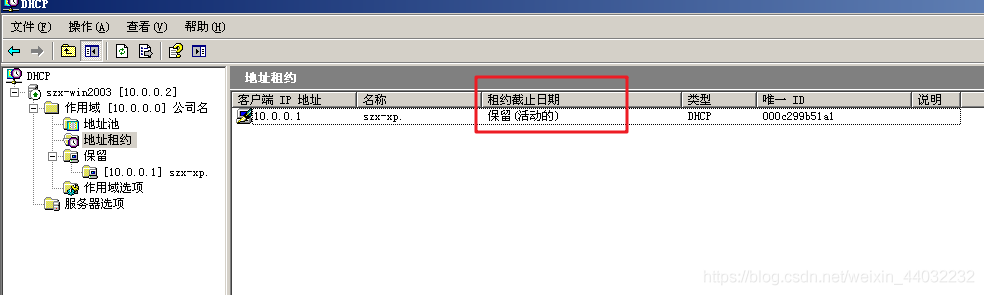 DHCP
文件(F) 操作(A) 查看(V) 帮助(H)
DHCP
szx-win2003 [10.0.0.2]
作用域 [10.0.0.0] 公司名
地址池
地址租约
保留
[10.0.0.1] szx-xp.
作用域选项
服务器选项
地址租约
客户端 IP 地址 名称 租约截止日期 类型 唯一 ID 说明
10.0.0.1 szx-xp. 保留(活动的) DHCP 000c299b51a1
https://blog.csdn.net/weixin_44032232